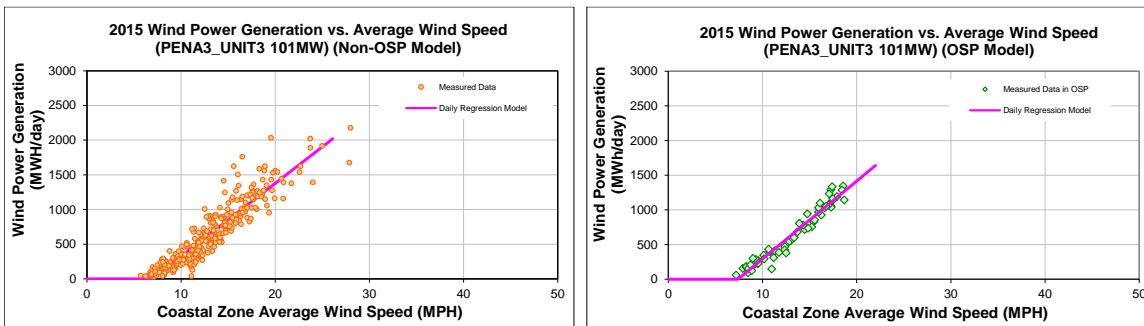 2015 Wind Power Generation vs. Average Wind Speed
(PENA3_UNIT3 101MW) (Non-OSP Model)
Wind Power Generation
(MWH/day)
3000
2500
2000
1500
1000
500
0
Measured Data
Daily Regression Model
0 10 20 30 40 50
Coastal Zone Average Wind Speed (MPH)
2015 Wind Power Generation vs. Average Wind Speed
(PENA3_UNIT3 101MW) (OSP Model)
Wind Power Generation
(MWh/day)
3000
2500
2000
1500
1000
500
0
Measured Data in OSP
Daily Regression Model
0 10 20 30 40 50
Coastal Zone Average Wind Speed (MPH)